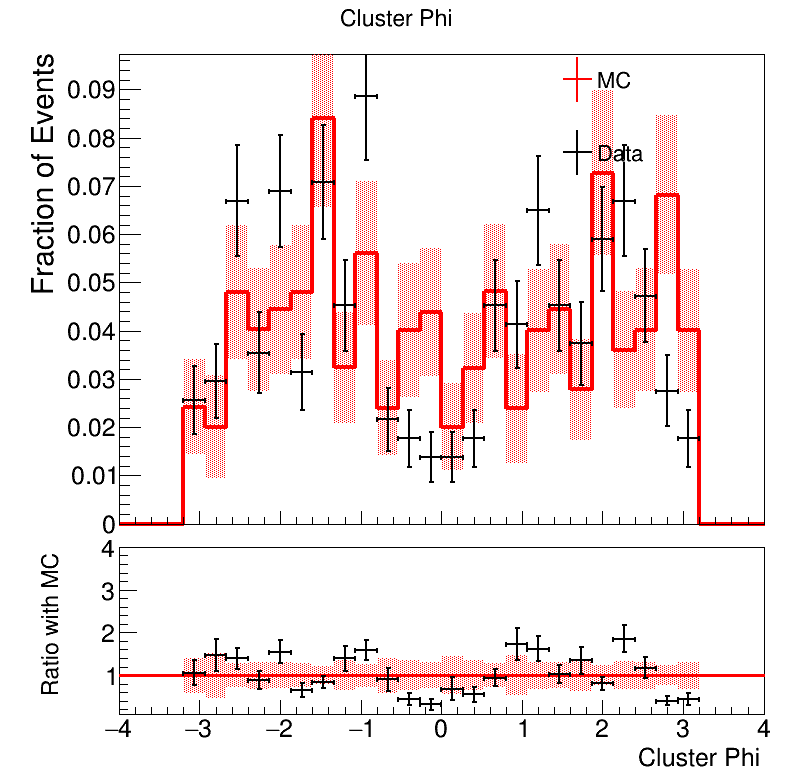 Cluster Phi
Fraction of Events
0.09
0.08
0.07
0.06
0.05
0.04
0.03
0.02
0.01
0
MC
Data
Ratio with MC
4
3
2
1
−4 −3 −2 −1 0 1 2 3 4
Cluster Phi